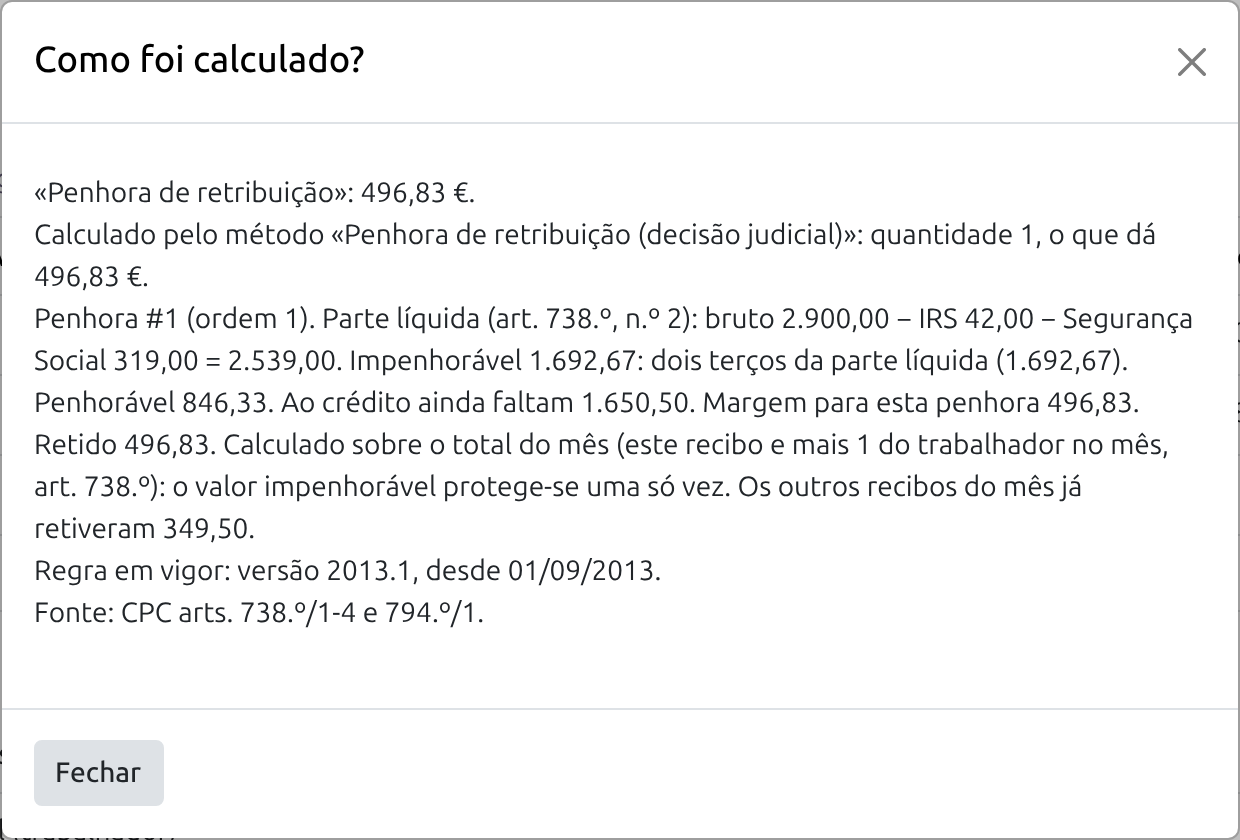 Como foi calculado?
«Penhora de retribuição»: 496,83 €.
Calculado pelo método «Penhora de retribuição (decisão judicial)»: quantidade 1, o que dá
496,83 €.
Penhora #1 (ordem 1). Parte líquida (art. 738.º, n.º 2): bruto 2.900,00 – IRS 42,00 – Segurança
Social 319,00 = 2.539,00. Impenhorável 1.692,67: dois terços da parte líquida (1.692,67).
Penhorável 846,33. Ao crédito ainda faltam 1.650,50. Margem para esta penhora 496,83.
Retido 496,83. Calculado sobre o total do mês (este recibo e mais 1 do trabalhador no mês,
art. 738.º): o valor impenhorável protege-se uma só vez. Os outros recibos do mês já
retiveram 349,50.
Regra em vigor: versão 2013.1, desde 01/09/2013.
Fonte: CPC arts. 738.º/1-4 e 794.º/1.
Fechar